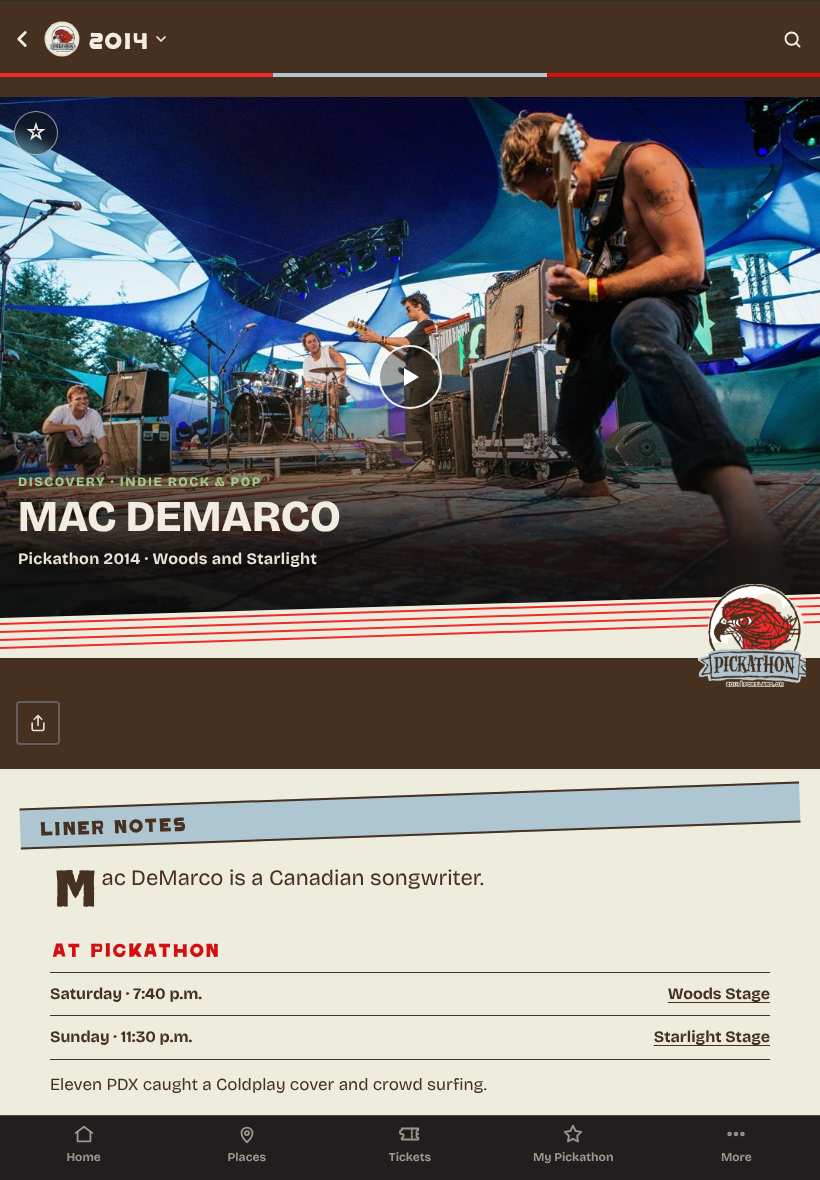 2014
DISCOVERY · INDIE ROCK & POP
MAC DEMARCO
Pickathon 2014 · Woods and Starlight
PICKATHON
LINER NOTES
Mac DeMarco is a Canadian songwriter.
AT PICKATHON
Saturday · 7:40 p.m. Woods Stage
Sunday · 11:30 p.m. Starlight Stage
Eleven PDX caught a Coldplay cover and crowd surfing.
Home Places Tickets My Pickathon More